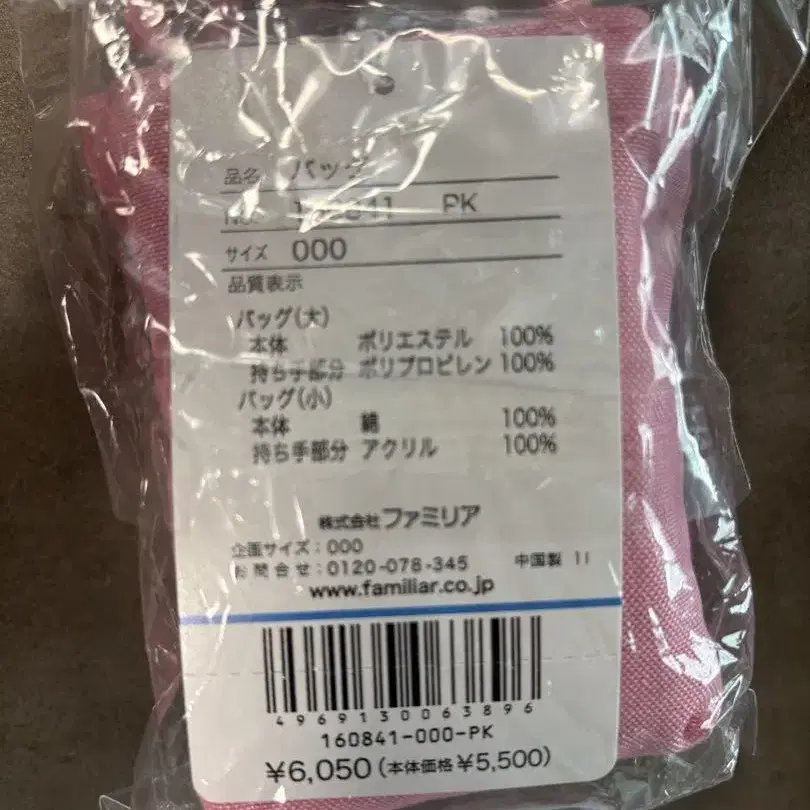 品名 バッグ
No. 160841 PK
サイズ 000
品質表示
バッグ(大)
本体 ポリエステル 100%
持ち手部分 ポリプロピレン 100%
バッグ(小)
本体 綿 100%
持ち手部分 アクリル 100%
株式会社ファミリア
企画サイズ:000
お問合せ:0120-078-345 中国製 11
www.familiar.co.jp
4969130063896
160841-000-PK
¥6,050(本体価格¥5,500)